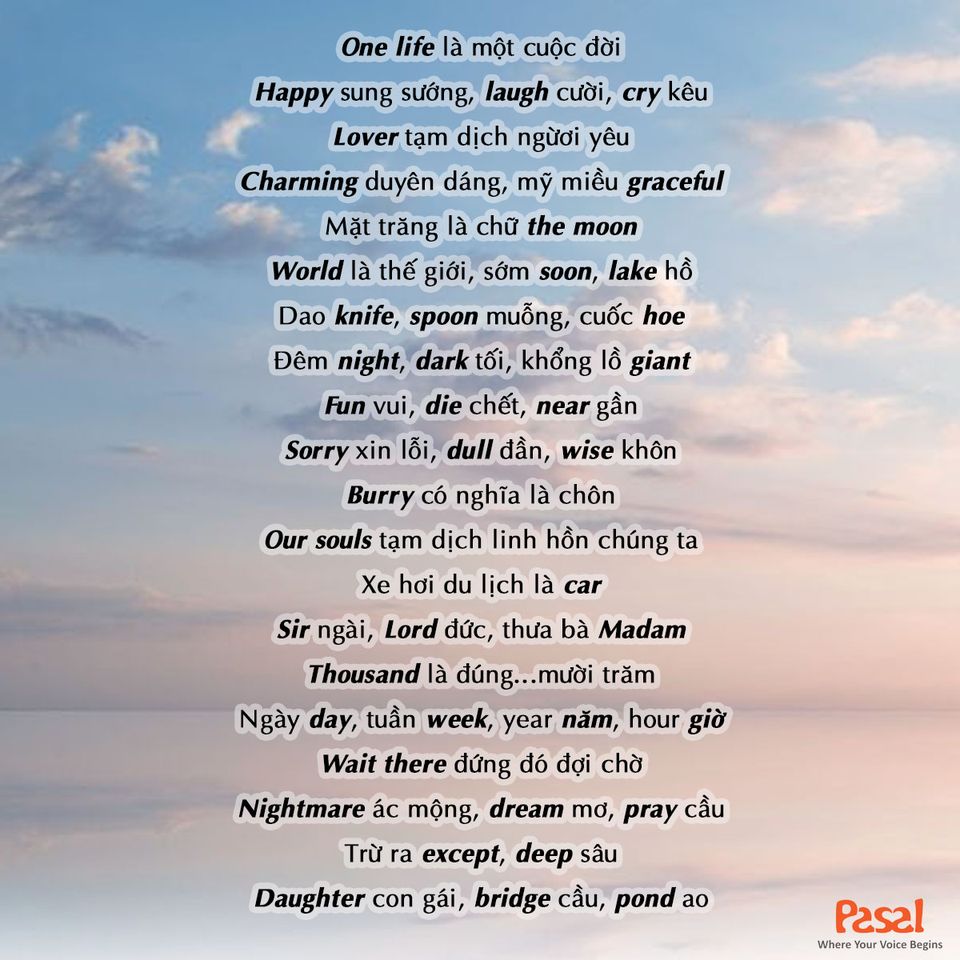 One life là một cuộc đời
Happy sung sướng, laugh cười, cry kêu
Lover tạm dịch ngừơi yêu
Charming duyên dáng, mỹ miều graceful
Mặt trăng là chữ the moon
World là thế giới, sớm soon, lake hồ
Dao knife, spoon muỗng, cuốc hoe
Đêm night, dark tối, khổng lồ giant
Fun vui, die chết, near gần
Sorry xin lỗi, dull đần, wise khôn
Burry có nghĩa là chôn
Our souls tạm dịch linh hồn chúng ta
Xe hơi du lịch là car
Sir ngài, Lord đức, thưa bà Madam
Thousand là đúng...mười trăm
Ngày day, tuần week, year năm, hour giờ
Wait there đứng đó đợi chờ
Nightmare ác mộng, dream mơ, pray cầu
Trừ ra except, deep sâu
Daughter con gái, bridge cầu, pond ao
Pasal
Where Your Voice Begins